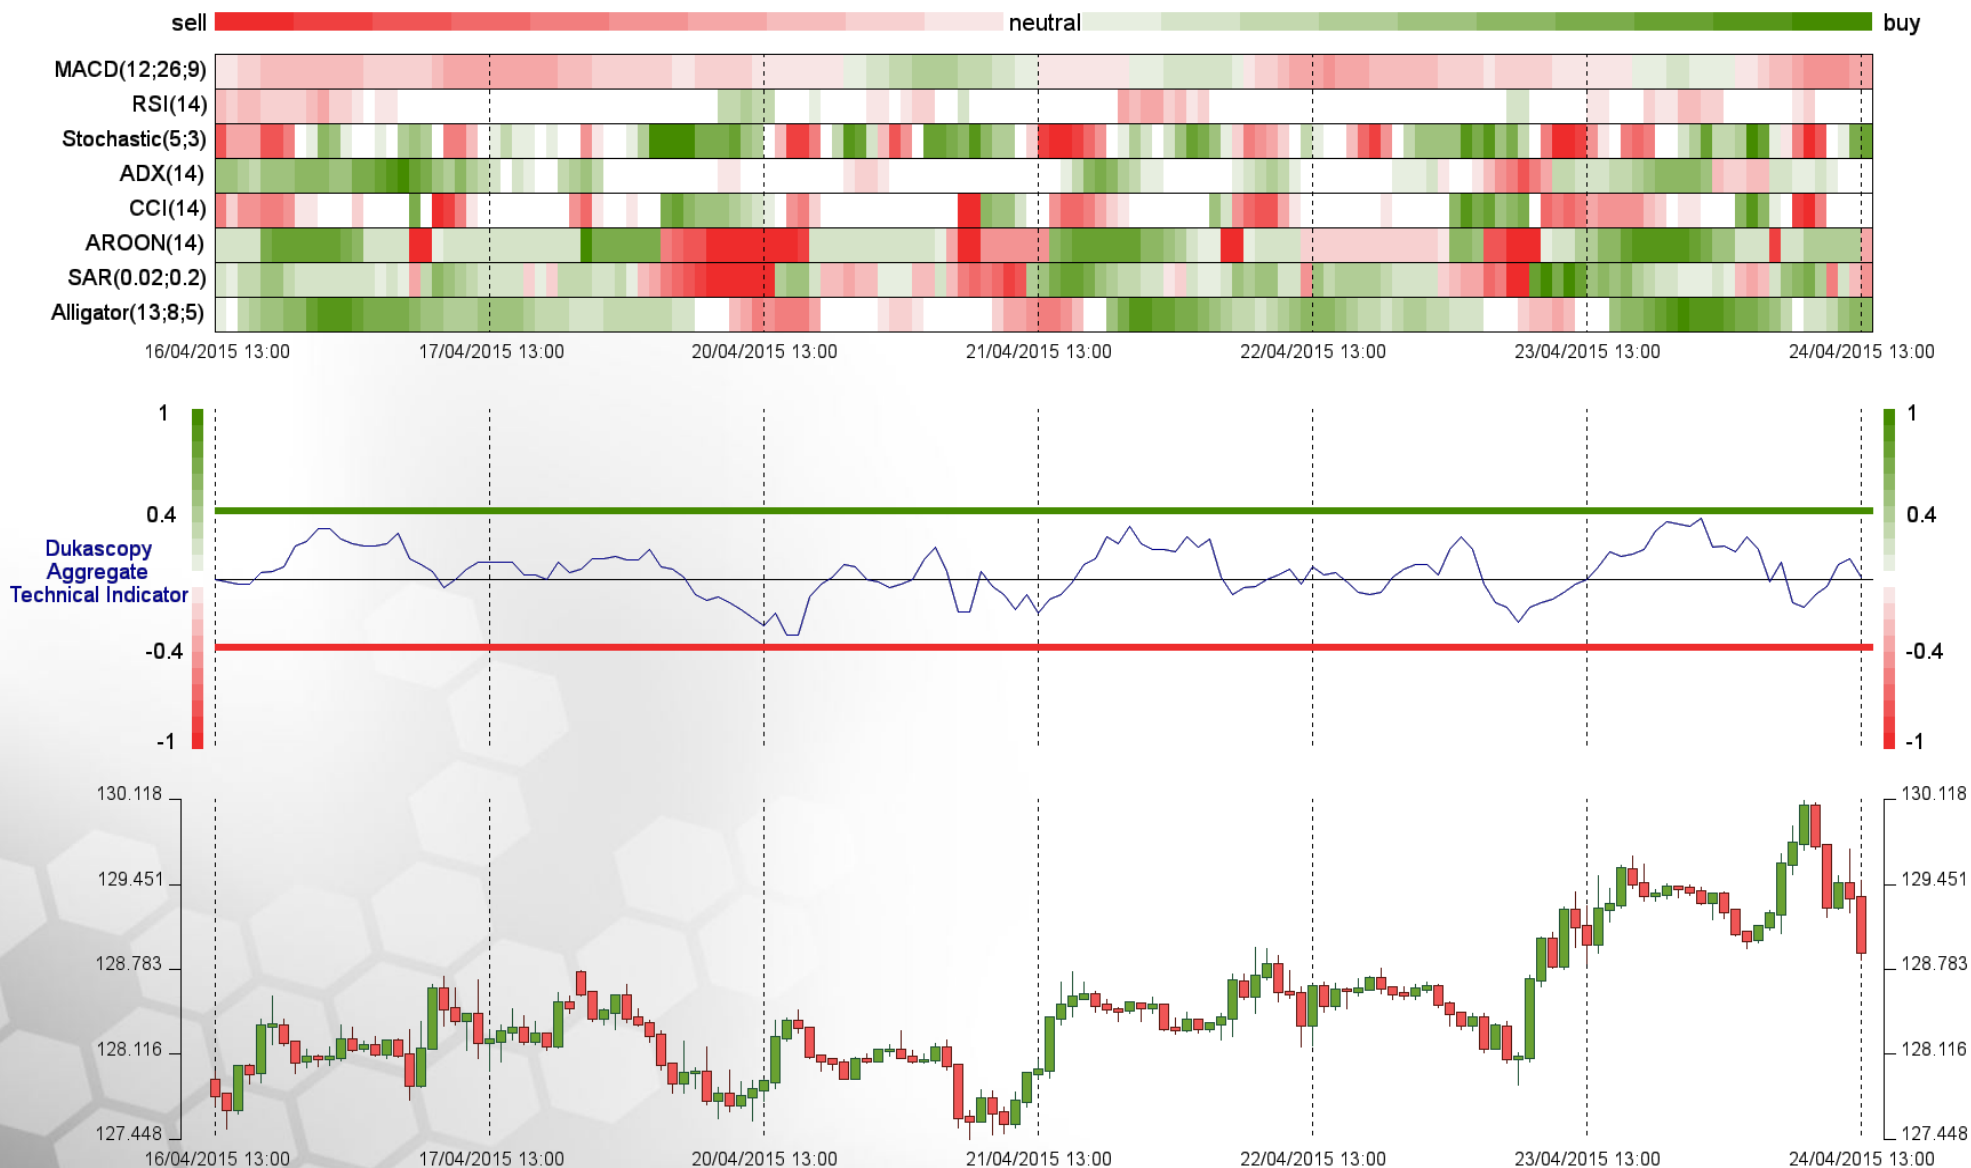 sell neutral buy
MACD(12;26;9)
RSI(14)
Stochastic(5;3)
ADX(14)
CCI(14)
AROON(14)
SAR(0.02;0.2)
Alligator(13;8;5)
16/04/2015 13:00 17/04/2015 13:00 20/04/2015 13:00 21/04/2015 13:00 22/04/2015 13:00 23/04/2015 13:00 24/04/2015 13:00
1 1
0.4 0.4
Dukascopy
Aggregate
Technical Indicator
-0.4 -0.4
-1 -1
130.118 130.118
129.451 129.451
128.783 128.783
128.116 128.116
127.448 127.448
16/04/2015 13:00 17/04/2015 13:00 20/04/2015 13:00 21/04/2015 13:00 22/04/2015 13:00 23/04/2015 13:00 24/04/2015 13:00